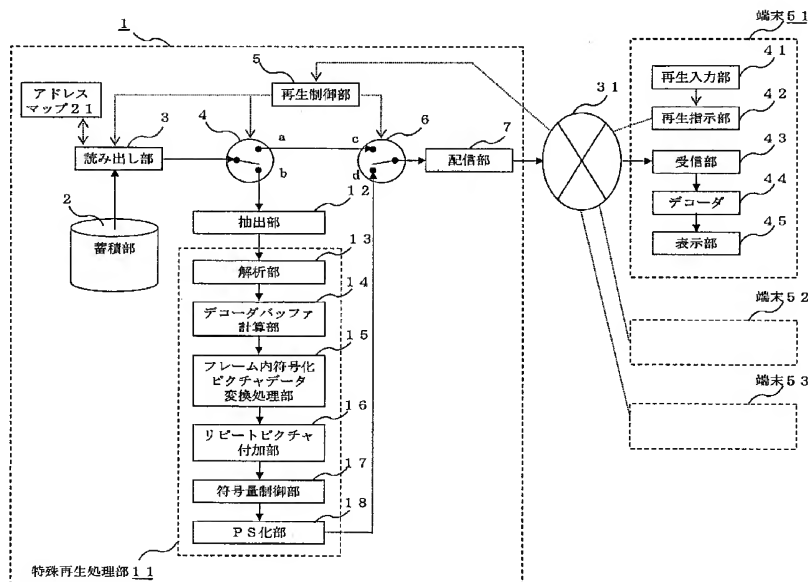 1
5
再生制御部
アドレス
マップ21
3
読み出し部
4
a
b
6
c
d
7
配信部
2
蓄積部
12
抽出部
13
解析部
14
デコーダバッファ
計算部
15
フレーム内符号化
ピクチャデータ
変換処理部
16
リピートピクチャ
付加部
17
符号量制御部
18
PS化部
特殊再生処理部11
31
端末51
41
再生入力部
42
再生指示部
43
受信部
44
デコーダ
45
表示部
端末52
端末53